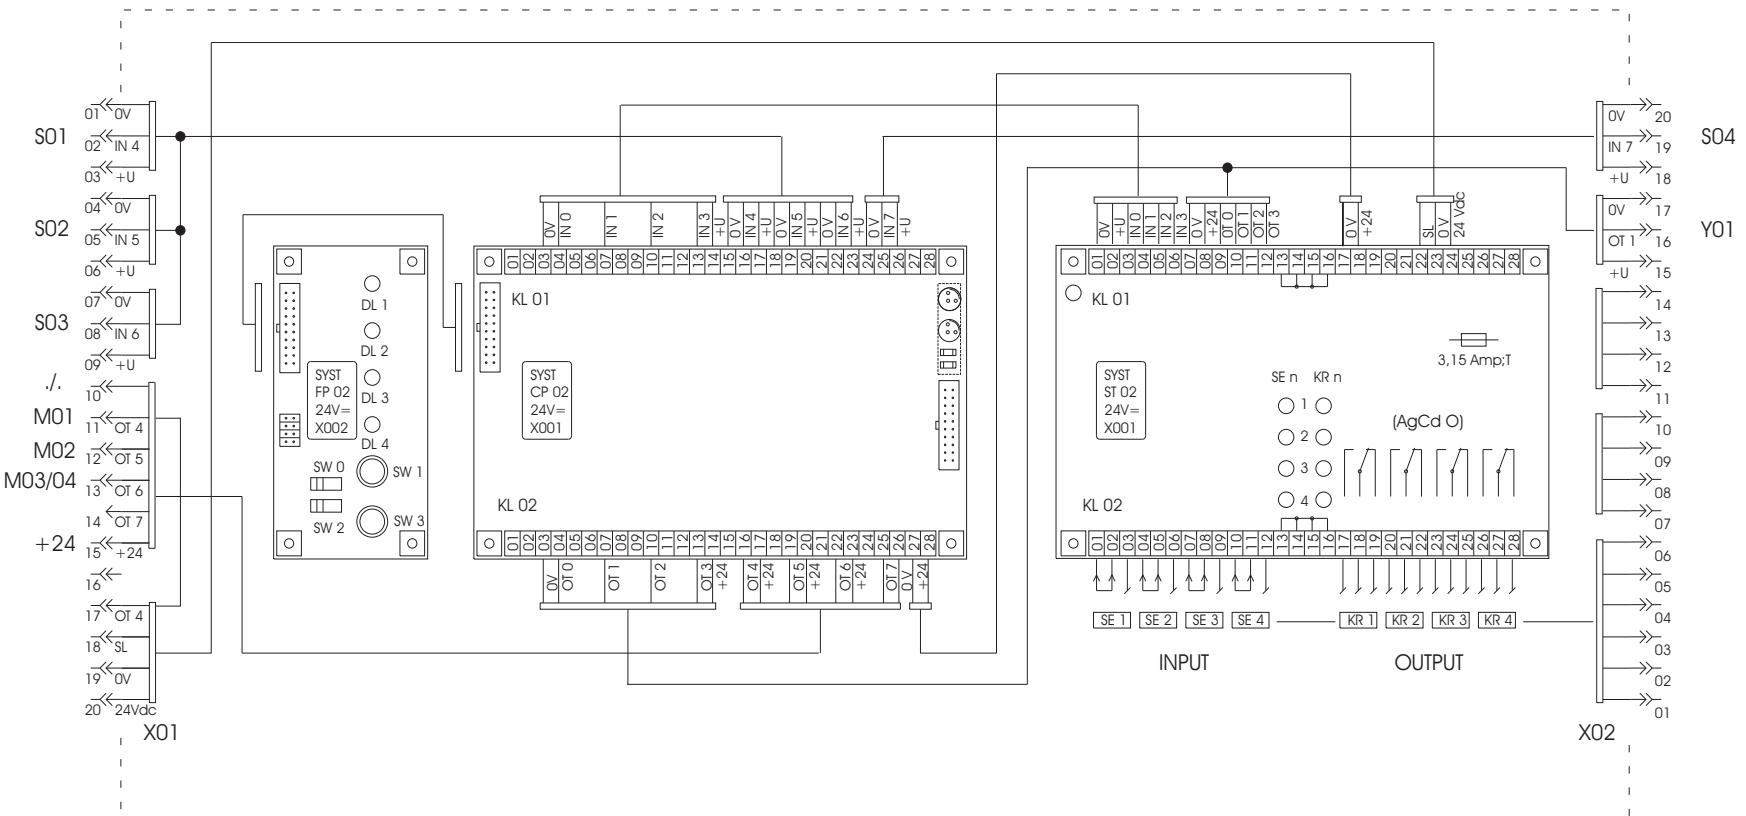 S01
01 0V
02 IN 4
03 +U
S02
04 0V
05 IN 5
06 +U
S03
07 0V
08 IN 6
09 +U
./.
10
M01
11 OT 4
M02
12 OT 5
M03/04
13 OT 6
14 OT 7
+24
15 +24
16
17 OT 4
18 SL
19 0V
20 24Vdc
X01
DL 1
DL 2
DL 3
DL 4
SYST
FP 02
24V=
X002
SW 0
SW 1
SW 2
SW 3
0V IN 0 IN 1 IN 2 IN 3 +U 0V IN 4 +U 0V IN 5 +U 0V IN 6 +U 0V IN 7 +U
01 02 03 04 05 06 07 08 09 10 11 12 13 14 15 16 17 18 19 20 21 22 23 24 25 26 27 28
KL 01
SYST
CP 02
24V=
X001
KL 02
01 02 03 04 05 06 07 08 09 10 11 12 13 14 15 16 17 18 19 20 21 22 23 24 25 26 27 28
0V OT 0 OT 1 OT 2 OT 3 +24 OT 4 +24 OT 5 +24 OT 6 +24 OT 7 0 V +24
0V +U IN 0 IN 1 IN 2 IN 3 0V +24 OT 0 OT 1 OT 2 OT 3 0 V +24 SL 0 V 24 Vdc
01 02 03 04 05 06 07 08 09 10 11 12 13 14 15 16 17 18 19 20 21 22 23 24 25 26 27 28
KL 01
3,15 Amp;T
SYST
ST 02
24V=
X001
SE n KR n
1
2
3
4
(AgCd O)
KL 02
01 02 03 04 05 06 07 08 09 10 11 12 13 14 15 16 17 18 19 20 21 22 23 24 25 26 27 28
SE 1 SE 2 SE 3 SE 4 KR 1 KR 2 KR 3 KR 4
INPUT OUTPUT
0V 20
S04
IN 7 19
+U 18
0V 17
Y01
OT 1 16
+U 15
14
13
12
11
10
09
08
07
06
05
04
03
02
01
X02